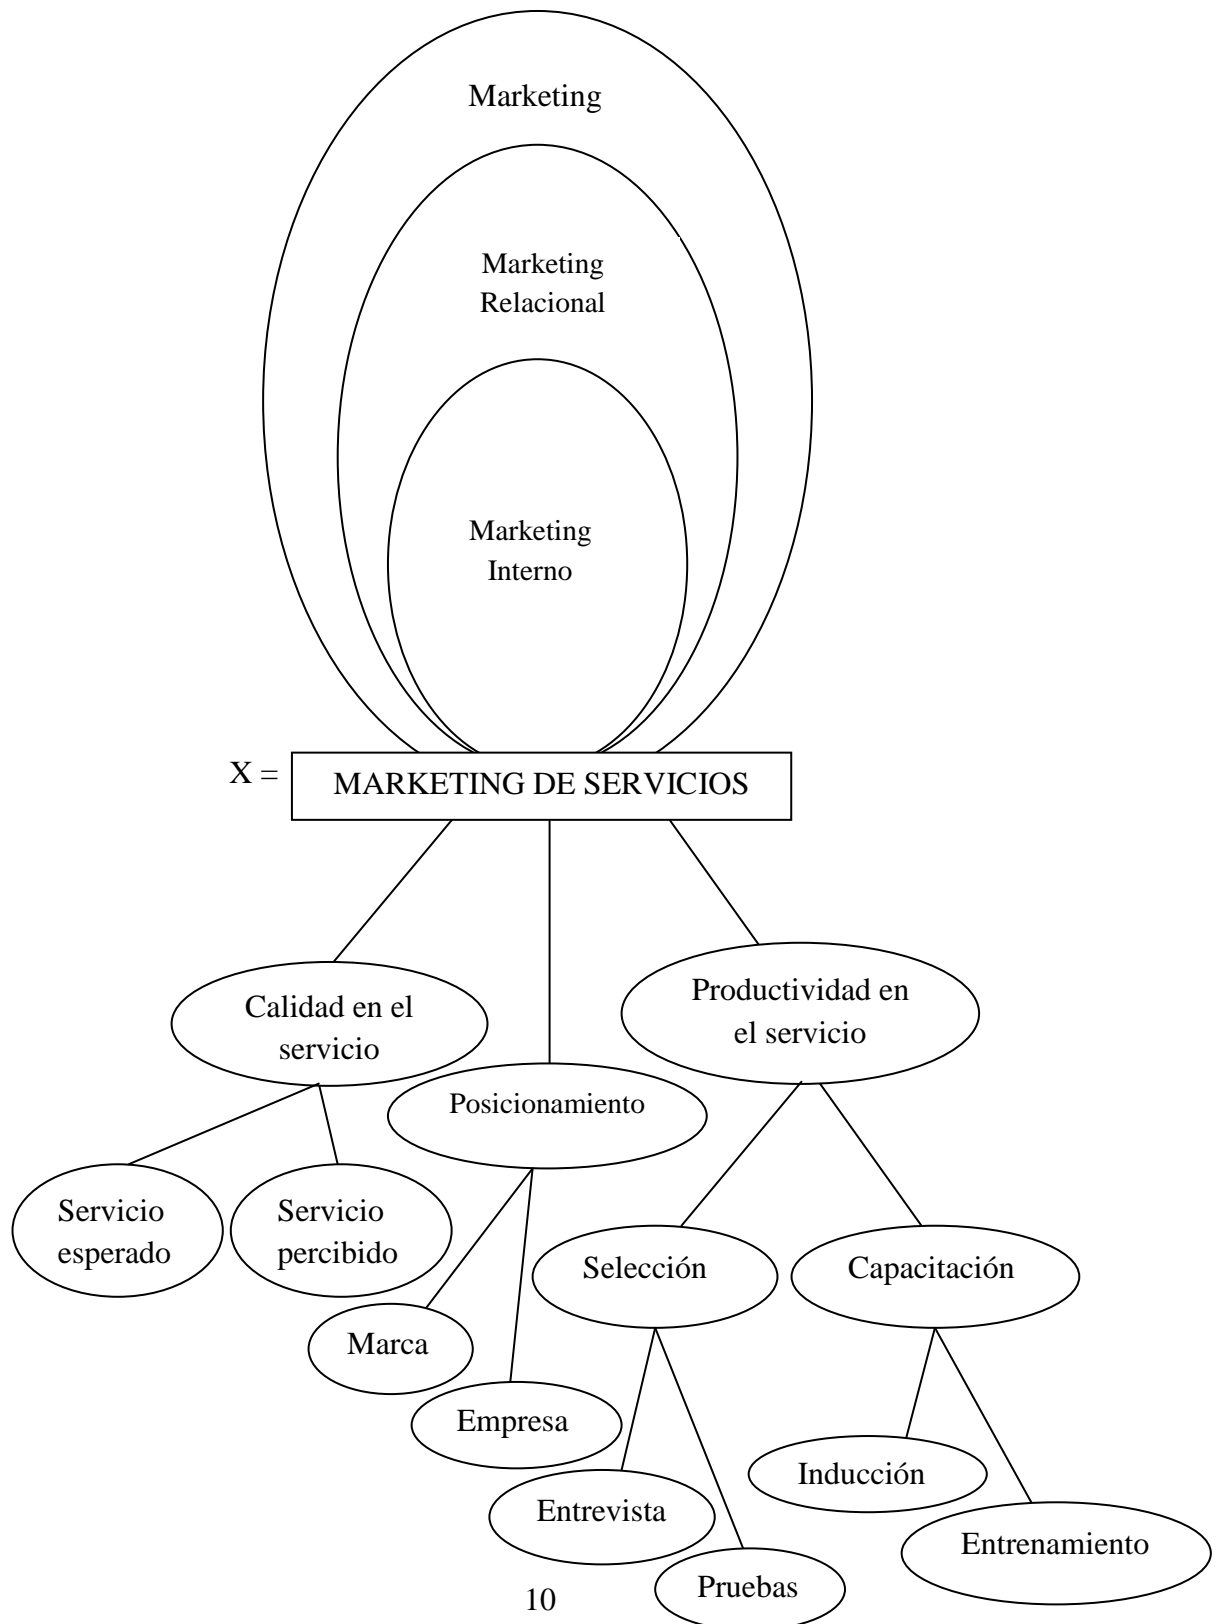 Marketing
Marketing
Relacional
Marketing
Interno
X =
MARKETING DE SERVICIOS
Calidad en el
servicio
Productividad en
el servicio
Posicionamiento
Servicio
esperado
Servicio
percibido
Selección
Capacitación
Marca
Empresa
Inducción
Entrevista
Entrenamiento
Pruebas
10